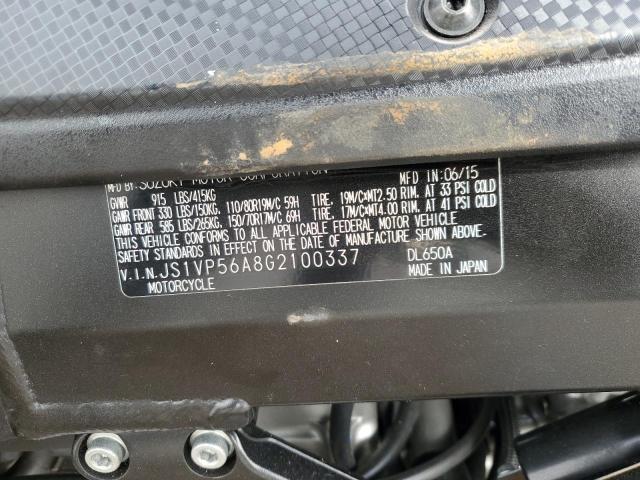 MFD BY:SUZUKI MOTOR CORPORATION MFD IN:06/15
GVWR 915 LBS/415KG
GAWR FRONT 330 LBS/150KG, 110/80R19M/C 59H TIRE, 19M/C×MT2.50 RIM, AT 33 PSI COLD
GAWR REAR 585 LBS/265KG, 150/70R17M/C 69H TIRE, 17M/C×MT4.00 RIM, AT 41 PSI COLD
THIS VEHICLE CONFORMS TO ALL APPLICABLE FEDERAL MOTOR VEHICLE
SAFETY STANDARDS IN EFFECT ON THE DATE OF MANUFACTURE SHOWN ABOVE.
V.I.N.JS1VP56A8G2100337 DL650A
MOTORCYCLE MADE IN JAPAN